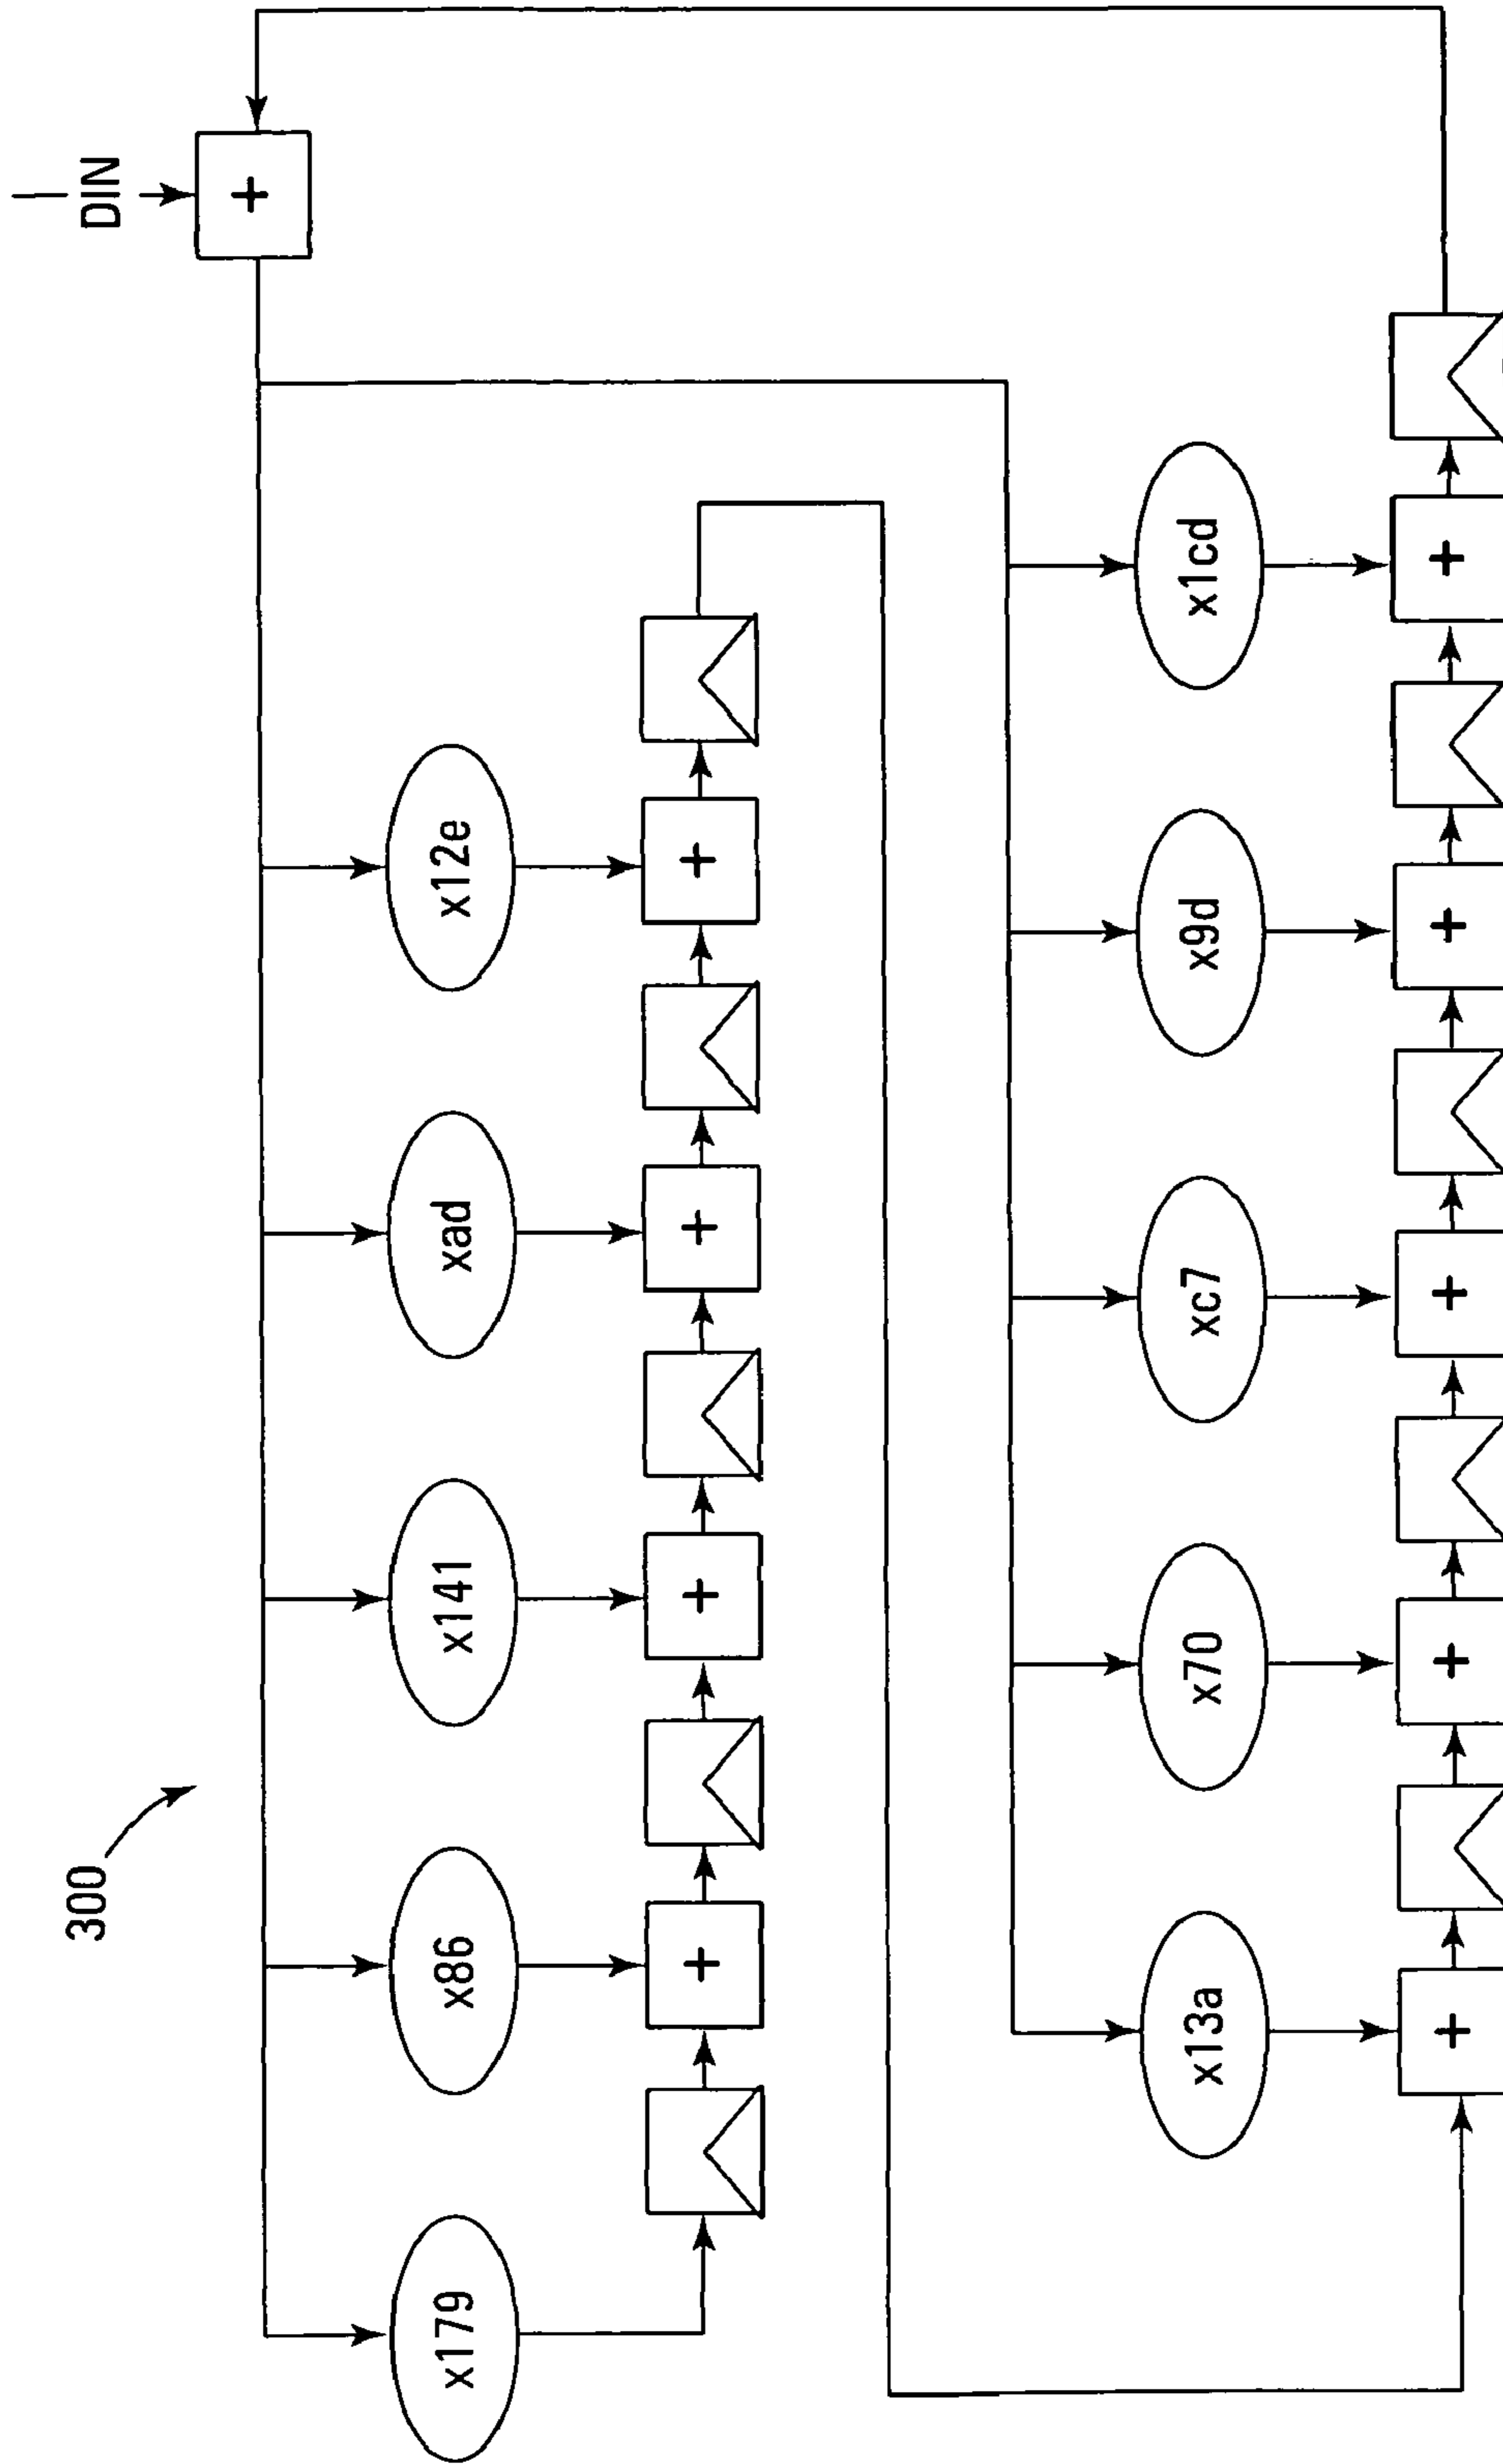 300
DIN
+
x179
x86
x141
xad
x12e
+
+
+
+
x13a
x70
xc7
x9d
x1cd
+
+
+
+
+